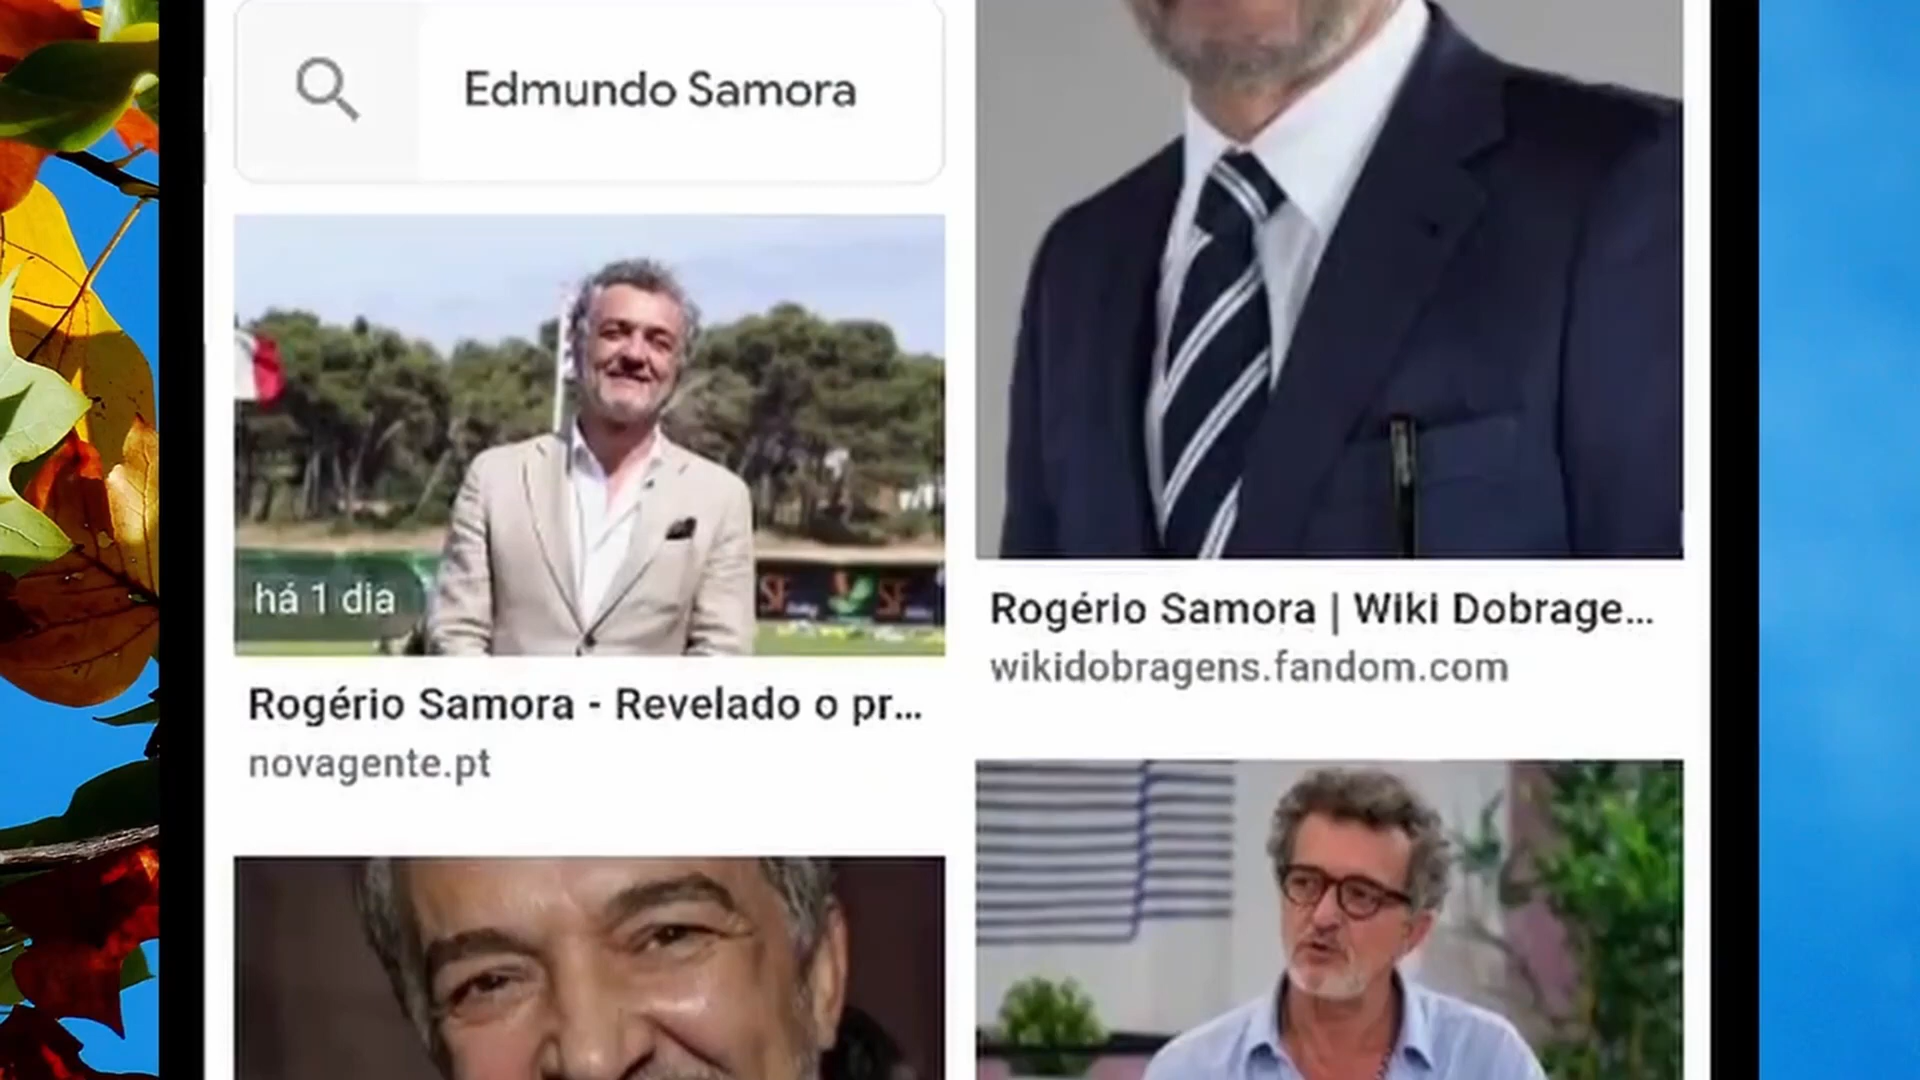 Edmundo Samora
há 1 dia
Rogério Samora - Revelado o pr...
novagente.pt
Rogério Samora | Wiki Dobrage...
wikidobragens.fandom.com